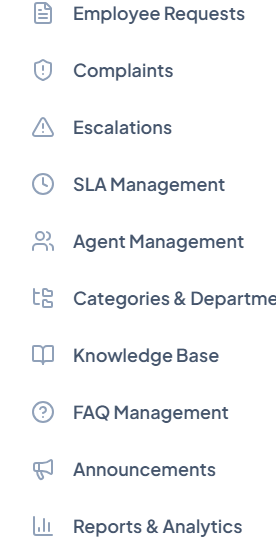 Employee Requests
Complaints
Escalations
SLA Management
Agent Management
Categories & Departme
Knowledge Base
FAQ Management
Announcements
Reports & Analytics